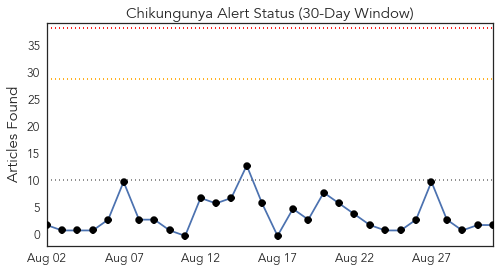 Chikungunya Alert Status (30-Day Window)
Articles Found
35
30
25
20
15
10
5
0
Aug 02 Aug 07 Aug 12 Aug 17 Aug 22 Aug 27